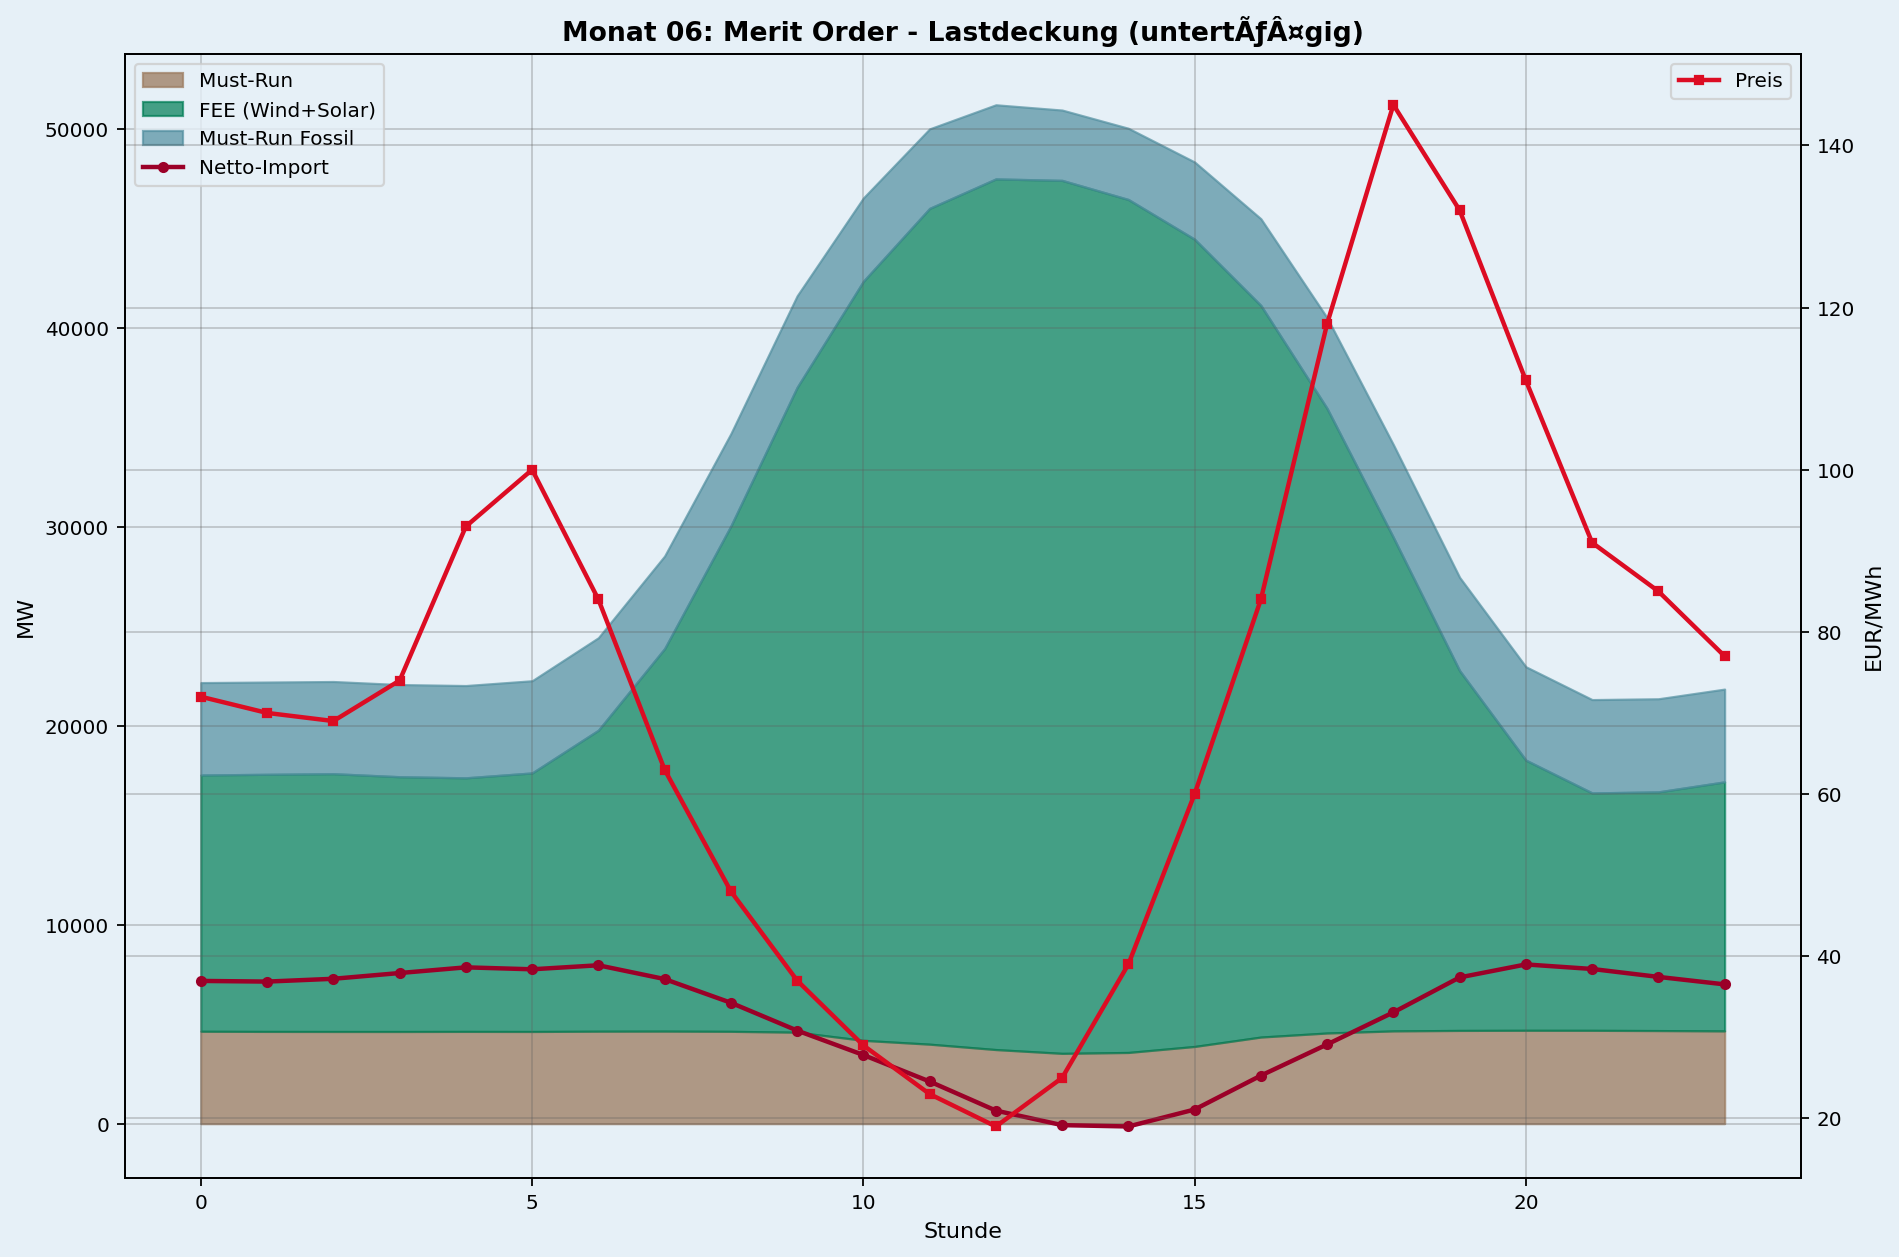 Monat 06: Merit Order - Lastdeckung (untertÃƒÂ¤gig)
Must-Run
FEE (Wind+Solar)
Must-Run Fossil
Netto-Import
Preis
MW
50000
40000
30000
20000
10000
0
140
120
100
80
60
40
20
EUR/MWh
0 5 10 15 20
Stunde